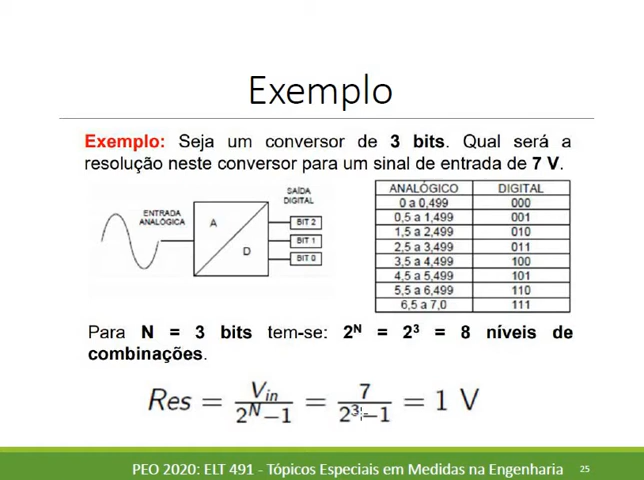 Exemplo
Exemplo: Seja um conversor de 3 bits. Qual será a
resolução neste conversor para um sinal de entrada de 7 V.
ENTRADA
ANALÓGICA
A
D
SAÍDA
DIGITAL
BIT 2
BIT 1
BIT 0
ANALÓGICO DIGITAL
0 a 0,499 000
0,5 a 1,499 001
1,5 a 2,499 010
2,5 a 3,499 011
3,5 a 4,499 100
4,5 a 5,499 101
5,5 a 6,499 110
6,5 a 7,0 111
Para N = 3 bits tem-se: 2ᴺ = 2³ = 8 níveis de
combinações.
Res = Vin / (2ᴺ−1) = 7 / (2³−1) = 1 V
PEO 2020: ELT 491 - Tópicos Especiais em Medidas na Engenharia 25